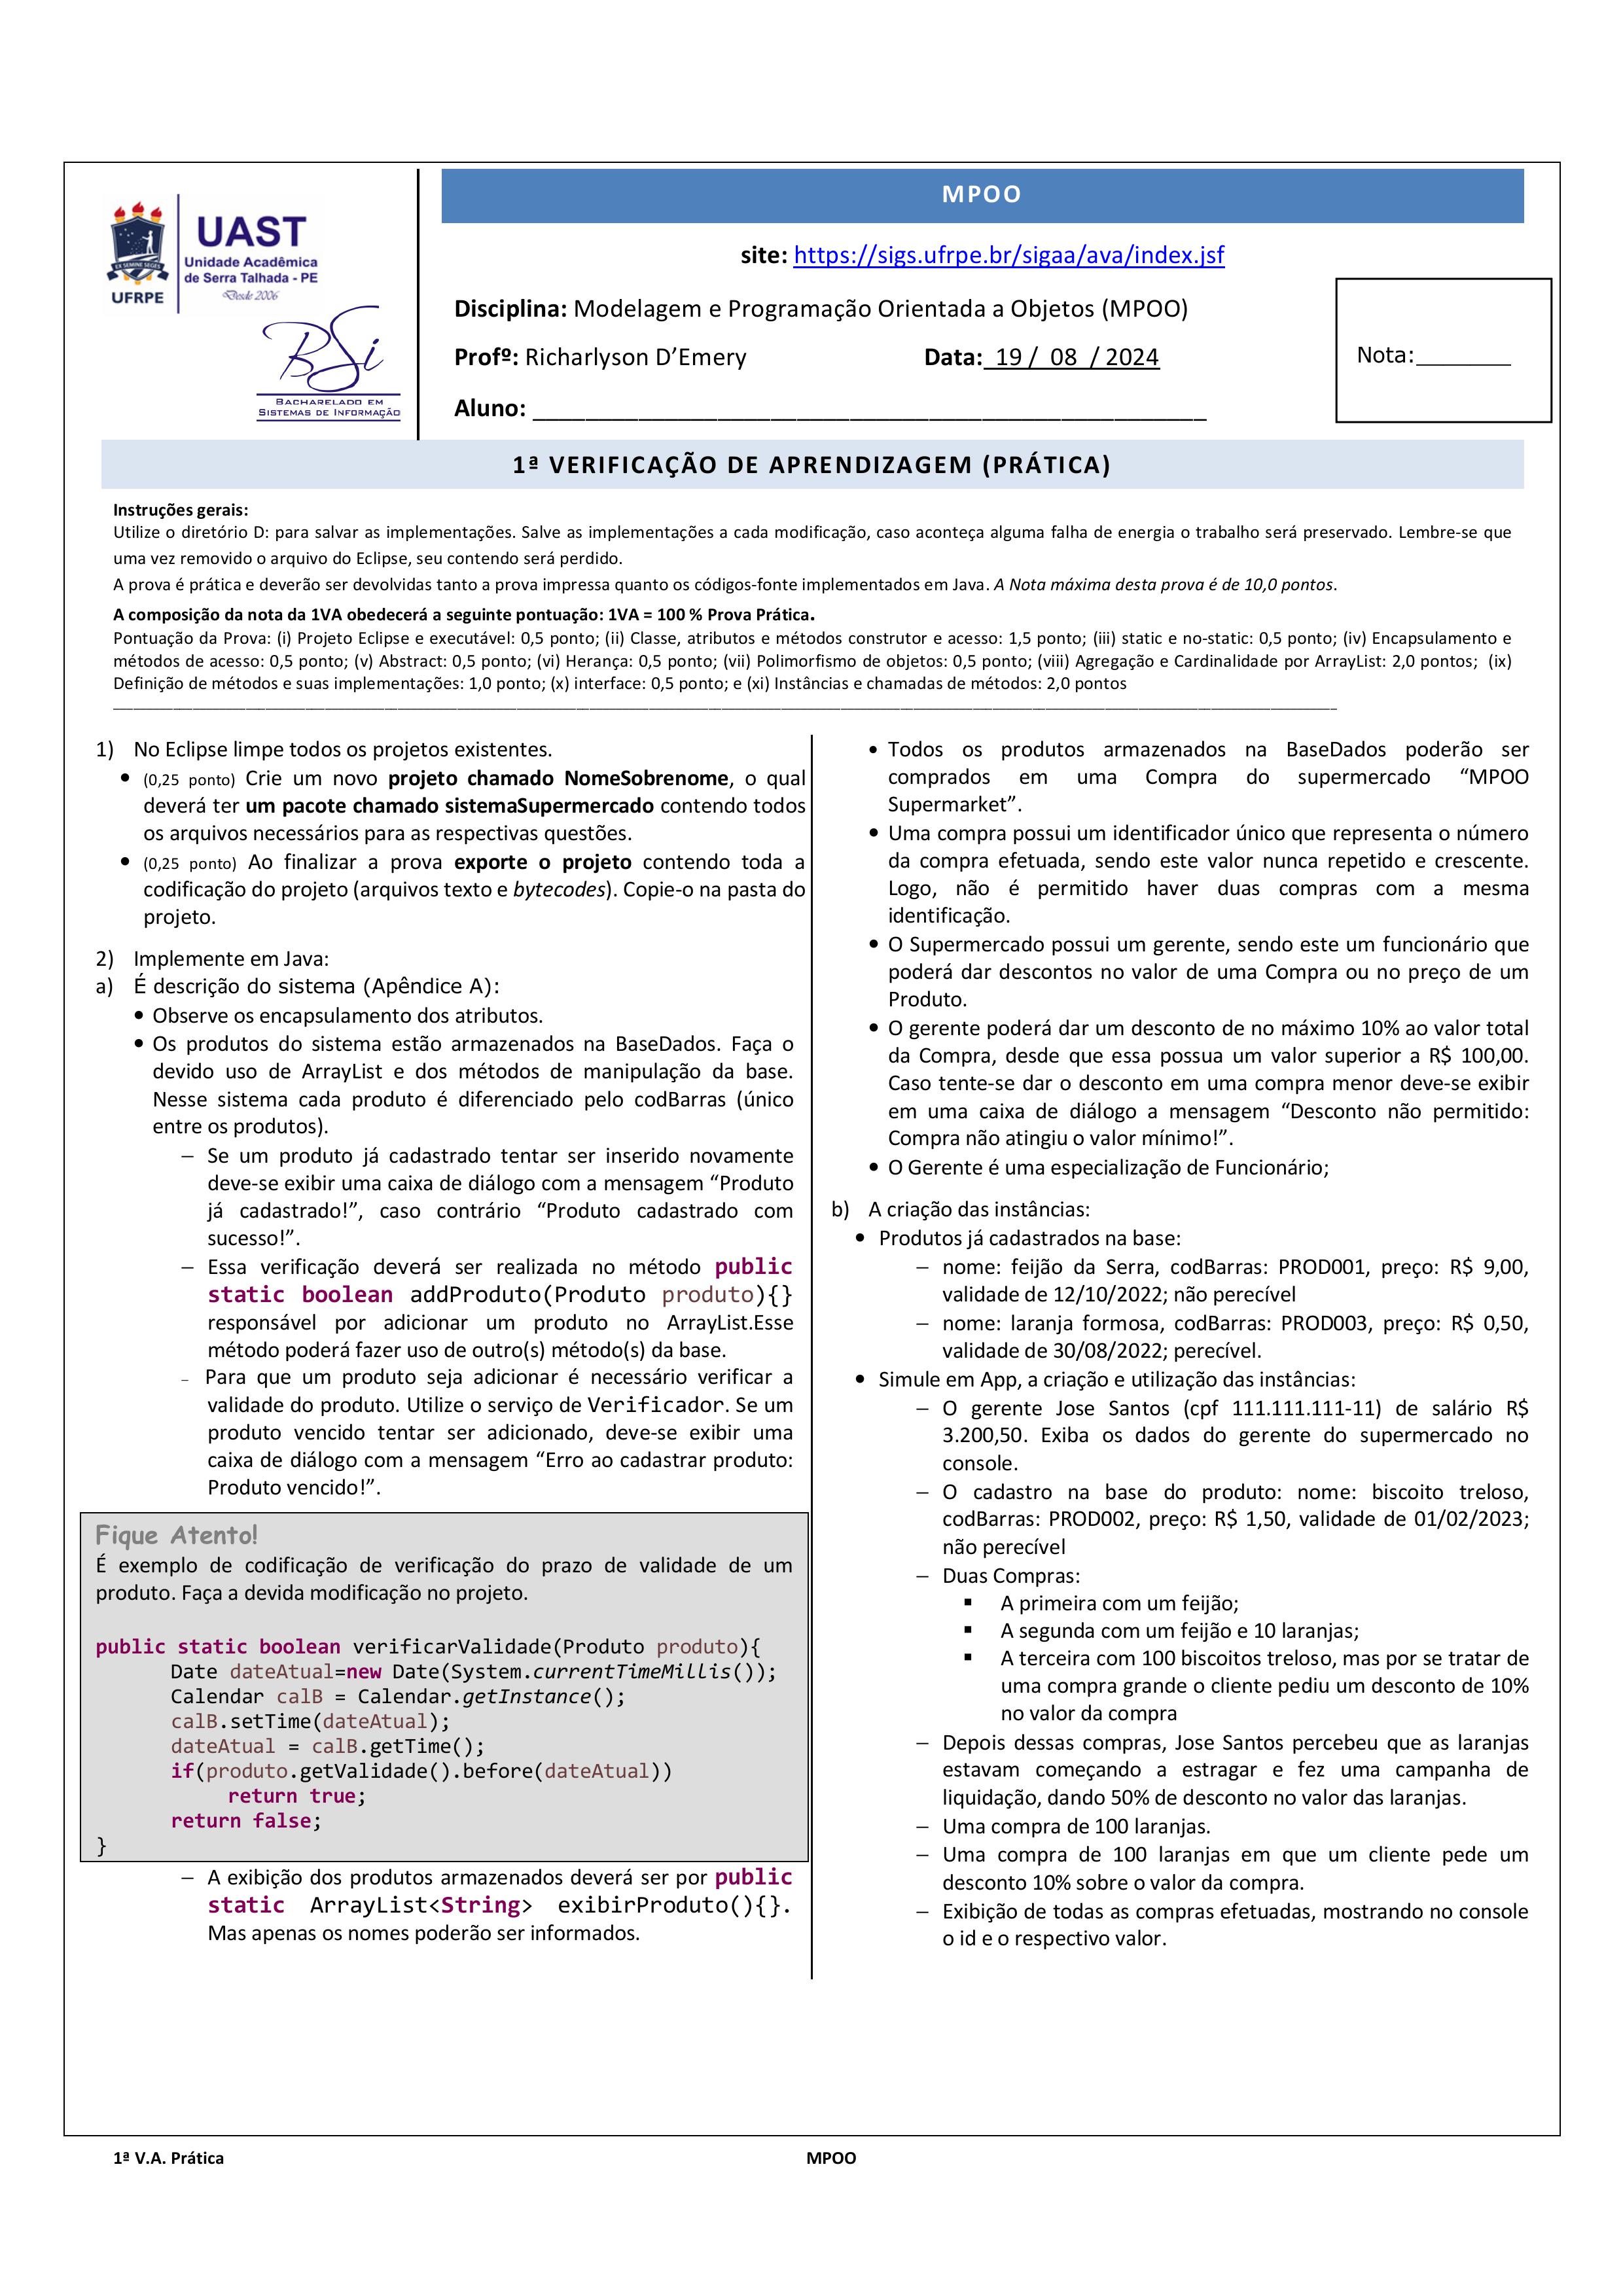 UFRPE
UAST
Unidade Acadêmica
de Serra Talhada - PE
Desde 2006
BSi
BACHARELADO EM
SISTEMAS DE INFORMAÇÃO
MPOO
site: https://sigs.ufrpe.br/sigaa/ava/index.jsf
Disciplina: Modelagem e Programação Orientada a Objetos (MPOO)
Profº: Richarlyson D’Emery Data: 19 / 08 / 2024
Nota:________
Aluno: __________________________________________________
1ª VERIFICAÇÃO DE APRENDIZAGEM (PRÁTICA)
Instruções gerais:
Utilize o diretório D: para salvar as implementações. Salve as implementações a cada modificação, caso aconteça alguma falha de energia o trabalho será preservado. Lembre-se que
uma vez removido o arquivo do Eclipse, seu contendo será perdido.
A prova é prática e deverão ser devolvidas tanto a prova impressa quanto os códigos-fonte implementados em Java. A Nota máxima desta prova é de 10,0 pontos.
A composição da nota da 1VA obedecerá a seguinte pontuação: 1VA = 100 % Prova Prática.
Pontuação da Prova: (i) Projeto Eclipse e executável: 0,5 ponto; (ii) Classe, atributos e métodos construtor e acesso: 1,5 ponto; (iii) static e no-static: 0,5 ponto; (iv) Encapsulamento e
métodos de acesso: 0,5 ponto; (v) Abstract: 0,5 ponto; (vi) Herança: 0,5 ponto; (vii) Polimorfismo de objetos: 0,5 ponto; (viii) Agregação e Cardinalidade por ArrayList: 2,0 pontos; (ix)
Definição de métodos e suas implementações: 1,0 ponto; (x) interface: 0,5 ponto; e (xi) Instâncias e chamadas de métodos: 2,0 pontos
1) No Eclipse limpe todos os projetos existentes.
• (0,25 ponto) Crie um novo projeto chamado NomeSobrenome, o qual
deverá ter um pacote chamado sistemaSupermercado contendo todos
os arquivos necessários para as respectivas questões.
• (0,25 ponto) Ao finalizar a prova exporte o projeto contendo toda a
codificação do projeto (arquivos texto e bytecodes). Copie-o na pasta do
projeto.
2) Implemente em Java:
a) É descrição do sistema (Apêndice A):
• Observe os encapsulamento dos atributos.
• Os produtos do sistema estão armazenados na BaseDados. Faça o
devido uso de ArrayList e dos métodos de manipulação da base.
Nesse sistema cada produto é diferenciado pelo codBarras (único
entre os produtos).
− Se um produto já cadastrado tentar ser inserido novamente
deve-se exibir uma caixa de diálogo com a mensagem “Produto
já cadastrado!”, caso contrário “Produto cadastrado com
sucesso!”.
− Essa verificação deverá ser realizada no método public
static boolean addProduto(Produto produto){}
responsável por adicionar um produto no ArrayList.Esse
método poderá fazer uso de outro(s) método(s) da base.
− Para que um produto seja adicionar é necessário verificar a
validade do produto. Utilize o serviço de Verificador. Se um
produto vencido tentar ser adicionado, deve-se exibir uma
caixa de diálogo com a mensagem “Erro ao cadastrar produto:
Produto vencido!”.
Fique Atento!
É exemplo de codificação de verificação do prazo de validade de um
produto. Faça a devida modificação no projeto.
public static boolean verificarValidade(Produto produto){
Date dateAtual=new Date(System.currentTimeMillis());
Calendar calB = Calendar.getInstance();
calB.setTime(dateAtual);
dateAtual = calB.getTime();
if(produto.getValidade().before(dateAtual))
return true;
return false;
}
− A exibição dos produtos armazenados deverá ser por public
static ArrayList<String> exibirProduto(){}.
Mas apenas os nomes poderão ser informados.
• Todos os produtos armazenados na BaseDados poderão ser
comprados em uma Compra do supermercado “MPOO
Supermarket”.
• Uma compra possui um identificador único que representa o número
da compra efetuada, sendo este valor nunca repetido e crescente.
Logo, não é permitido haver duas compras com a mesma
identificação.
• O Supermercado possui um gerente, sendo este um funcionário que
poderá dar descontos no valor de uma Compra ou no preço de um
Produto.
• O gerente poderá dar um desconto de no máximo 10% ao valor total
da Compra, desde que essa possua um valor superior a R$ 100,00.
Caso tente-se dar o desconto em uma compra menor deve-se exibir
em uma caixa de diálogo a mensagem “Desconto não permitido:
Compra não atingiu o valor mínimo!”.
• O Gerente é uma especialização de Funcionário;
b) A criação das instâncias:
• Produtos já cadastrados na base:
− nome: feijão da Serra, codBarras: PROD001, preço: R$ 9,00,
validade de 12/10/2022; não perecível
− nome: laranja formosa, codBarras: PROD003, preço: R$ 0,50,
validade de 30/08/2022; perecível.
• Simule em App, a criação e utilização das instâncias:
− O gerente Jose Santos (cpf 111.111.111-11) de salário R$
3.200,50. Exiba os dados do gerente do supermercado no
console.
− O cadastro na base do produto: nome: biscoito treloso,
codBarras: PROD002, preço: R$ 1,50, validade de 01/02/2023;
não perecível
− Duas Compras:
▪ A primeira com um feijão;
▪ A segunda com um feijão e 10 laranjas;
▪ A terceira com 100 biscoitos treloso, mas por se tratar de
uma compra grande o cliente pediu um desconto de 10%
no valor da compra
− Depois dessas compras, Jose Santos percebeu que as laranjas
estavam começando a estragar e fez uma campanha de
liquidação, dando 50% de desconto no valor das laranjas.
− Uma compra de 100 laranjas.
− Uma compra de 100 laranjas em que um cliente pede um
desconto 10% sobre o valor da compra.
− Exibição de todas as compras efetuadas, mostrando no console
o id e o respectivo valor.
1ª V.A. Prática MPOO